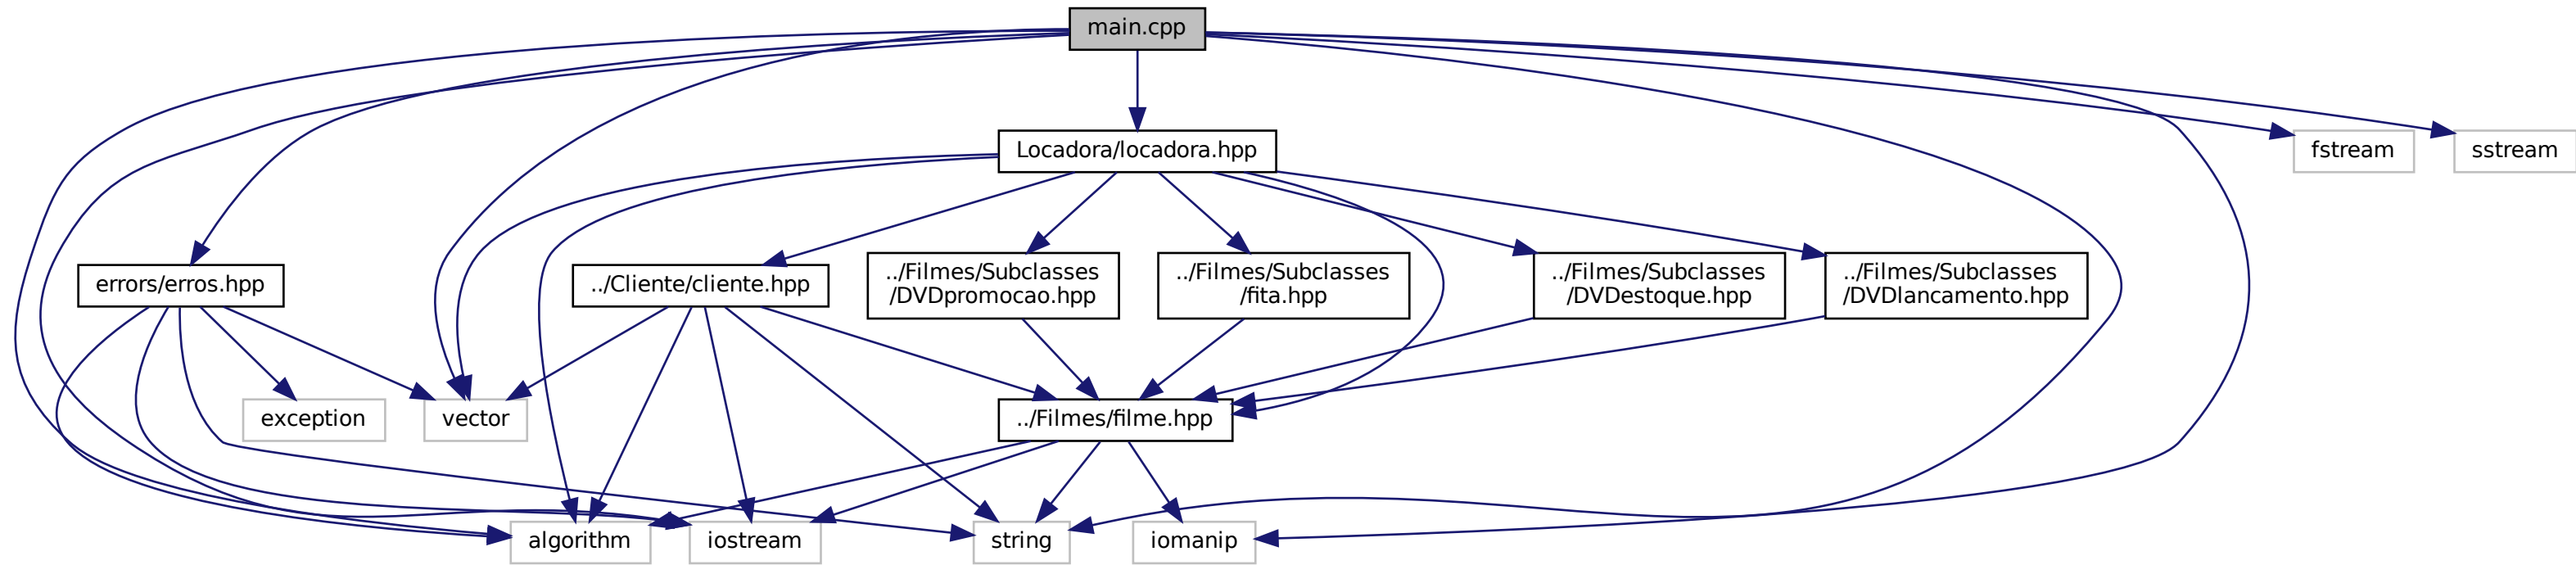 main.cpp
Locadora/locadora.hpp
fstream
sstream
errors/erros.hpp
../Cliente/cliente.hpp
../Filmes/Subclasses
/DVDpromocao.hpp
../Filmes/Subclasses
/fita.hpp
../Filmes/Subclasses
/DVDestoque.hpp
../Filmes/Subclasses
/DVDlancamento.hpp
exception
vector
../Filmes/filme.hpp
algorithm
iostream
string
iomanip